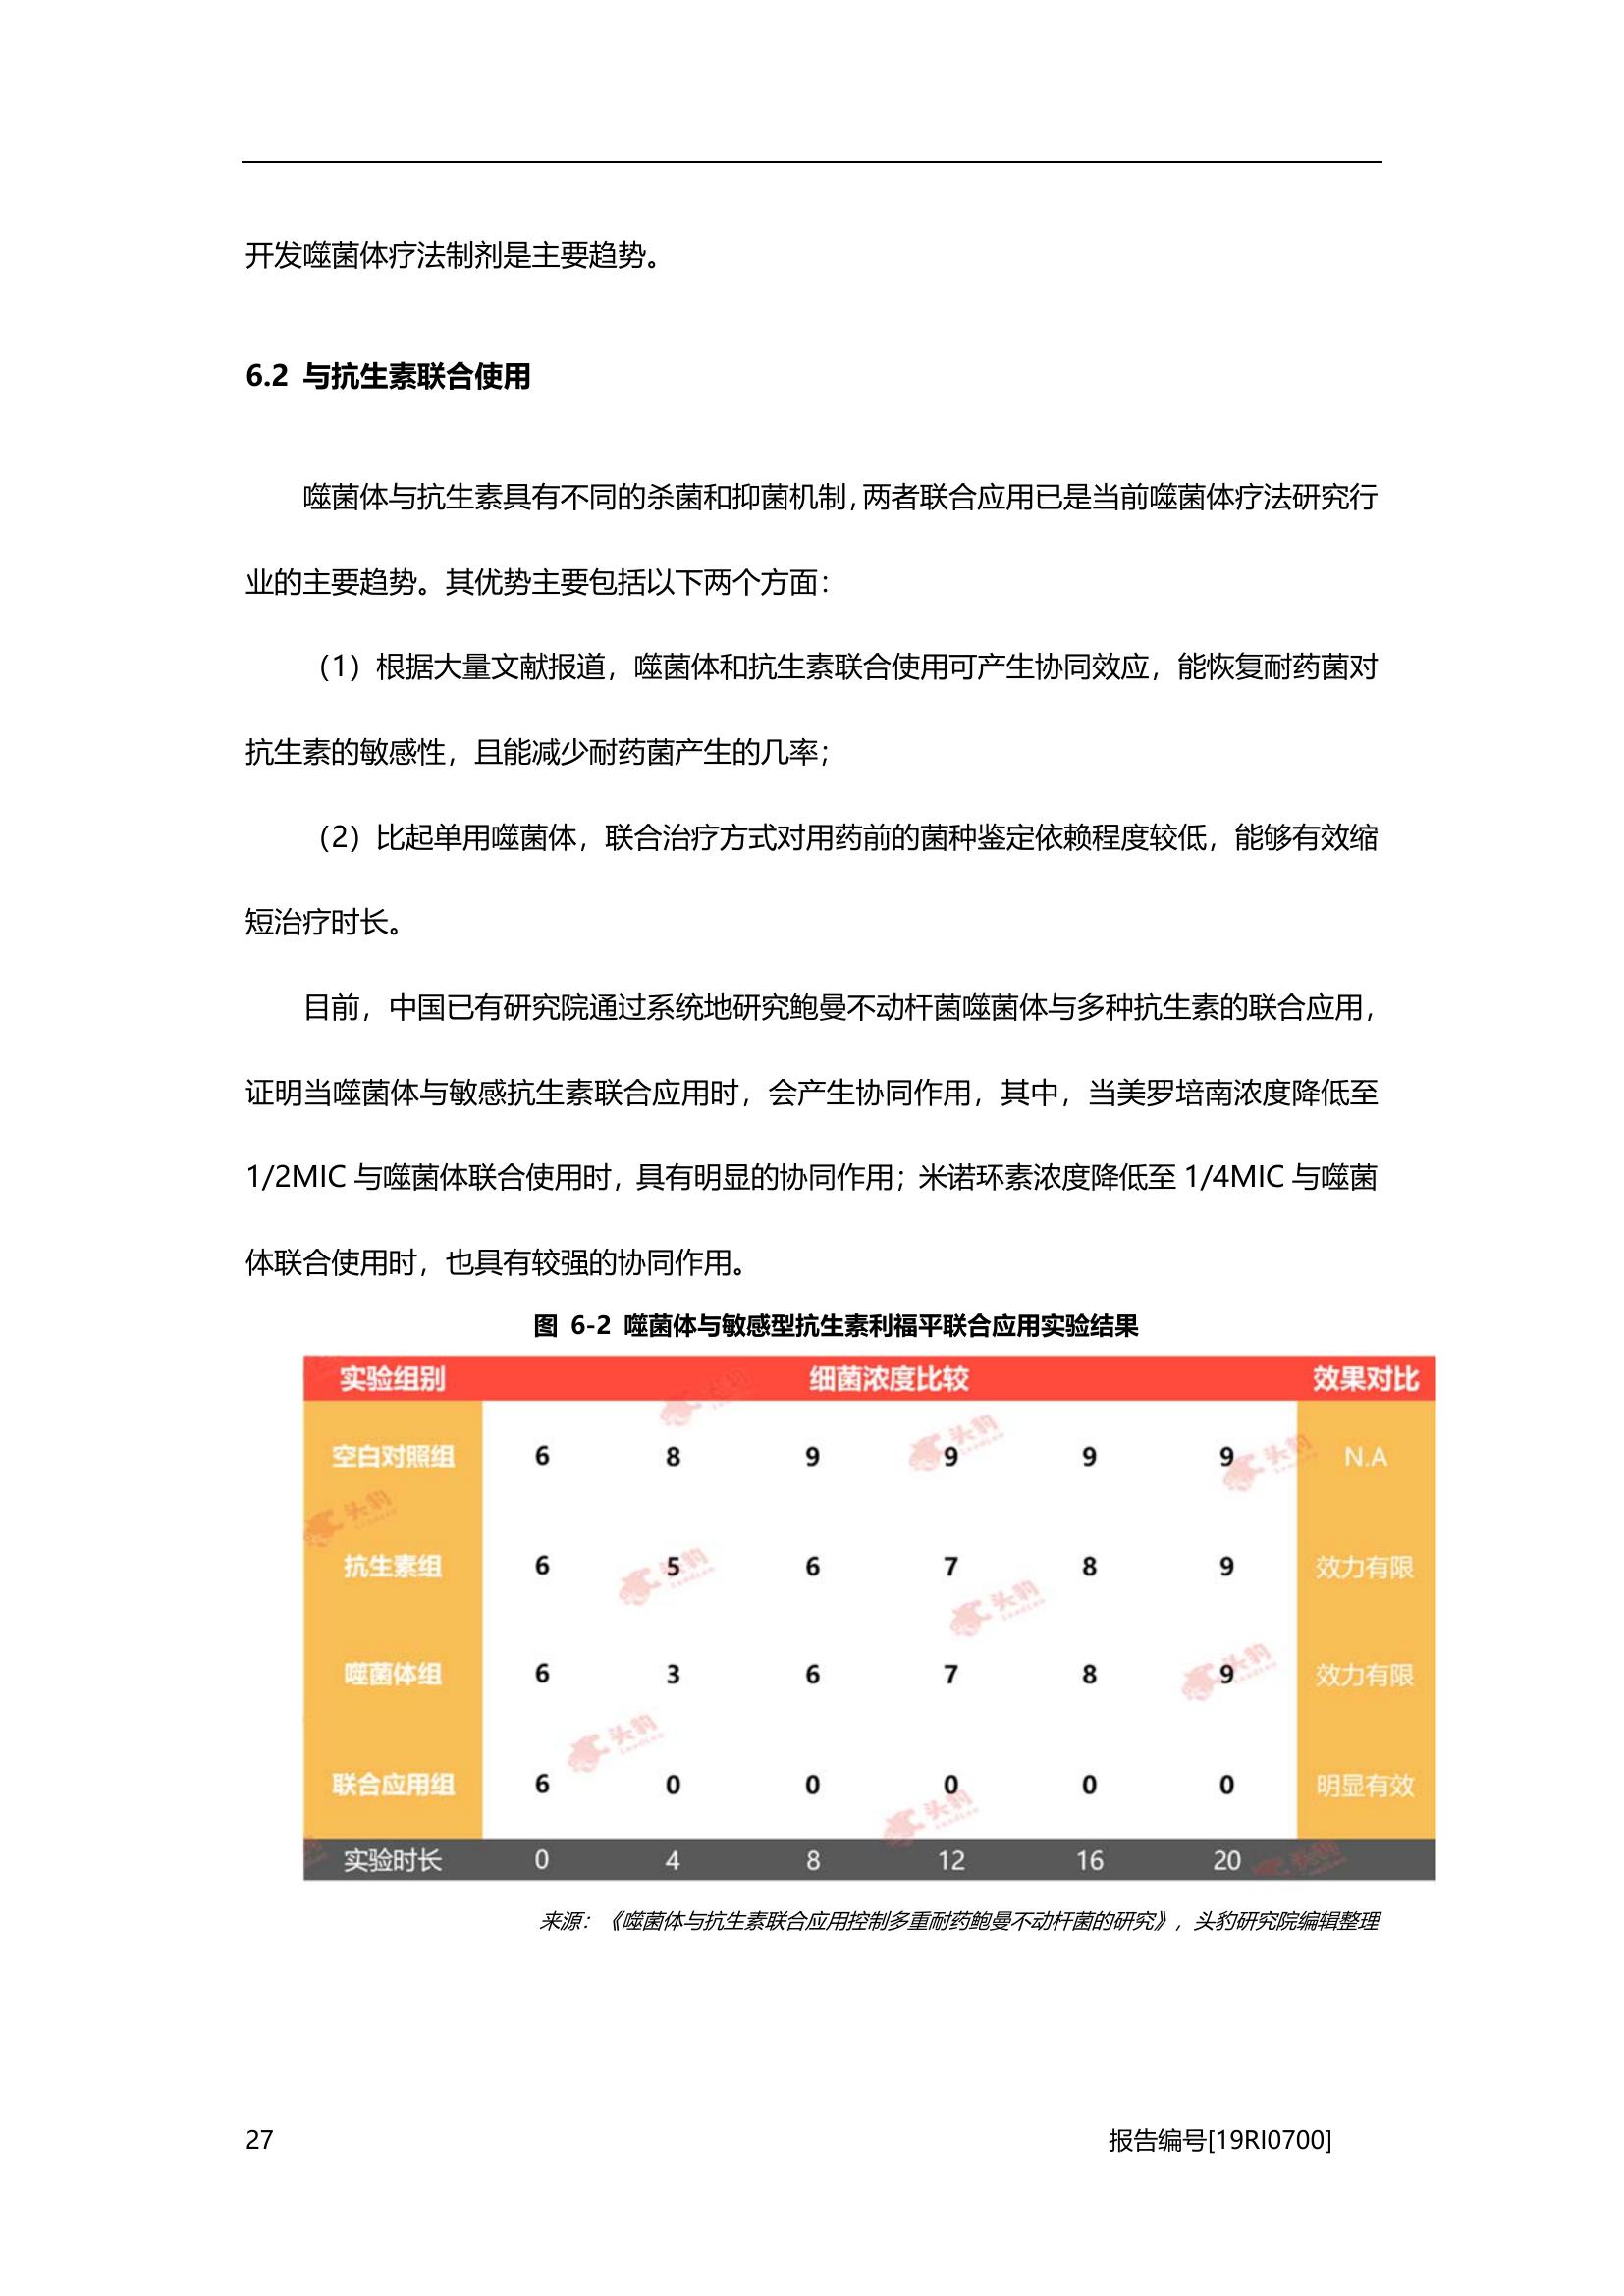 开发噬菌体疗法制剂是主要趋势。
6.2 与抗生素联合使用
噬菌体与抗生素具有不同的杀菌和抑菌机制，两者联合应用已是当前噬菌体疗法研究行
业的主要趋势。其优势主要包括以下两个方面：
（1）根据大量文献报道，噬菌体和抗生素联合使用可产生协同效应，能恢复耐药菌对
抗生素的敏感性，且能减少耐药菌产生的几率；
（2）比起单用噬菌体，联合治疗方式对用药前的菌种鉴定依赖程度较低，能够有效缩
短治疗时长。
目前，中国已有研究院通过系统地研究鲍曼不动杆菌噬菌体与多种抗生素的联合应用，
证明当噬菌体与敏感抗生素联合应用时，会产生协同作用，其中，当美罗培南浓度降低至
1/2MIC 与噬菌体联合使用时，具有明显的协同作用；米诺环素浓度降低至 1/4MIC 与噬菌
体联合使用时，也具有较强的协同作用。
图 6-2 噬菌体与敏感型抗生素利福平联合应用实验结果
实验组别 细菌浓度比较 效果对比
空白对照组 6 8 9 9 9 9 N.A
抗生素组 6 5 6 7 8 9 效力有限
噬菌体组 6 3 6 7 8 9 效力有限
联合应用组 6 0 0 0 0 0 明显有效
实验时长 0 4 8 12 16 20
来源：《噬菌体与抗生素联合应用控制多重耐药鲍曼不动杆菌的研究》，头豹研究院编辑整理
27 报告编号[19RI0700]